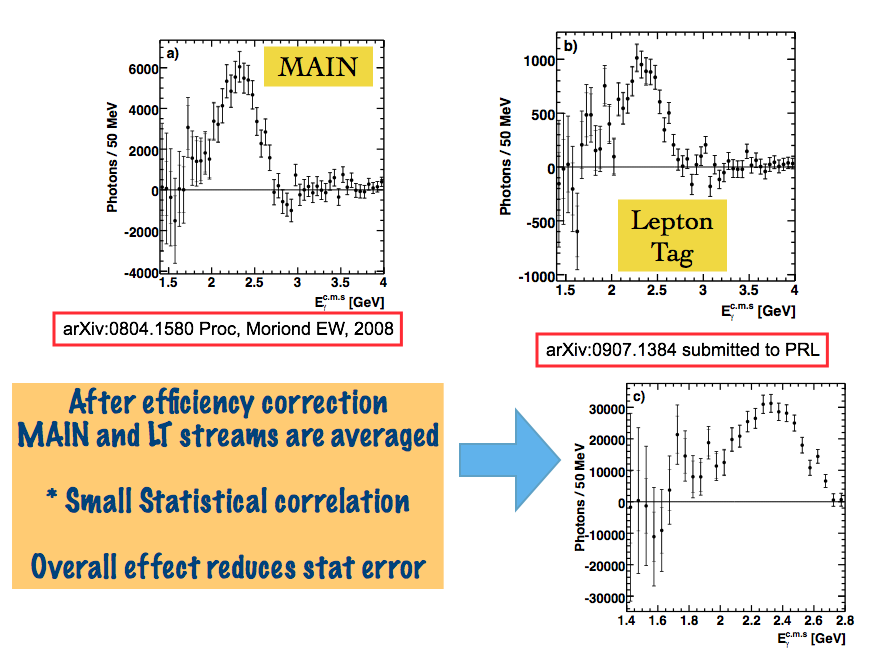 a)
MAIN
6000
4000
2000
0
-2000
-4000
Photons / 50 MeV
1.5 2 2.5 3 3.5 4
E_γ^c.m.s [GeV]
arXiv:0804.1580 Proc, Moriond EW, 2008
b)
1000
500
0
-500
-1000
Photons / 50 MeV
Lepton
Tag
1.5 2 2.5 3 3.5 4
E_γ^c.m.s [GeV]
arXiv:0907.1384 submitted to PRL
After efficiency correction
MAIN and LT streams are averaged
* Small Statistical correlation
Overall effect reduces stat error
c)
30000
20000
10000
0
-10000
-20000
-30000
Photons / 50 MeV
1.4 1.6 1.8 2 2.2 2.4 2.6 2.8
E_γ^c.m.s [GeV]